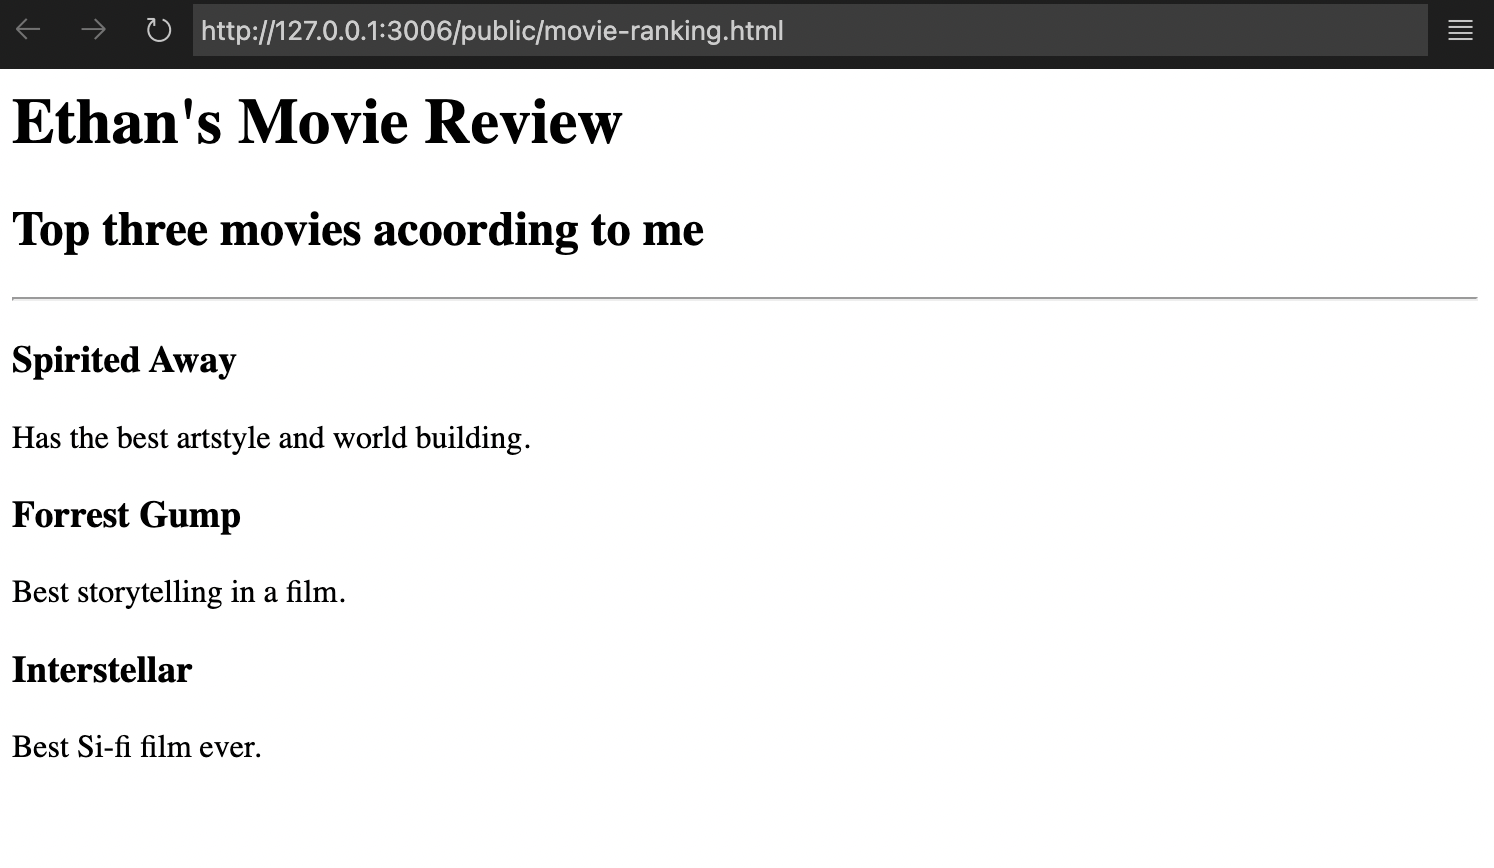 http://127.0.0.1:3006/public/movie-ranking.html
Ethan's Movie Review
Top three movies acoording to me
Spirited Away
Has the best artstyle and world building.
Forrest Gump
Best storytelling in a film.
Interstellar
Best Si-fi film ever.